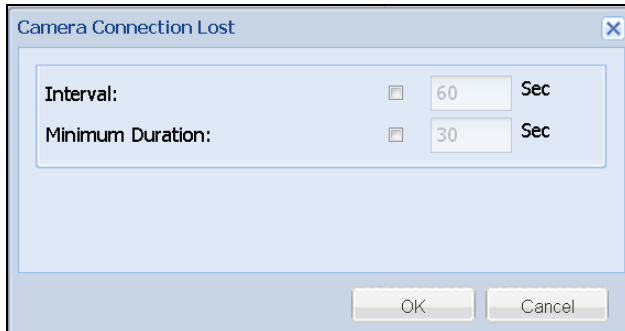 Camera Connection Lost
Interval: 60 Sec
Minimum Duration: 30 Sec
OK Cancel